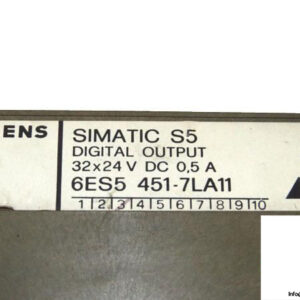 ENS
SIMATIC S5
DIGITAL OUTPUT
32x24 V DC 0,5 A
6ES5 451-7LA11
1|2|3|4|5|6|7|8|9|10